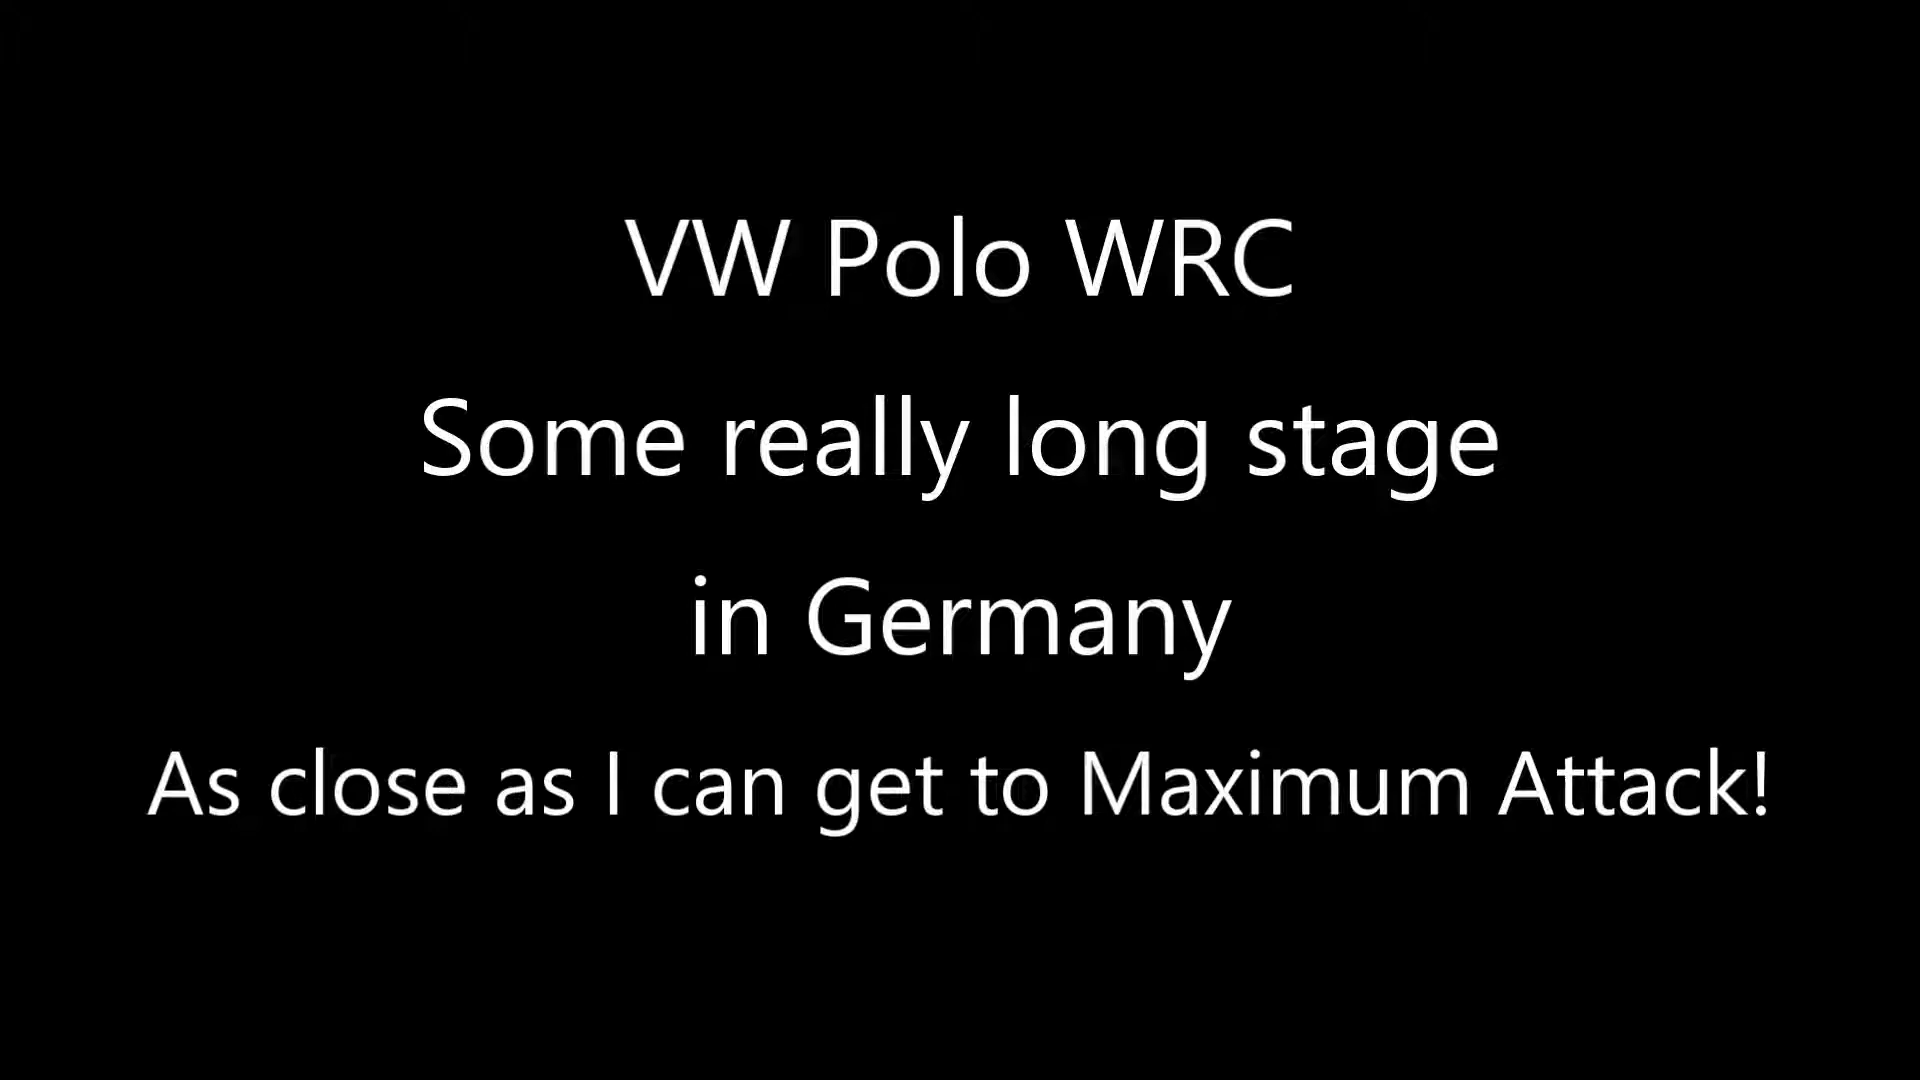 VW Polo WRC
Some really long stage
in Germany
As close as I can get to Maximum Attack!